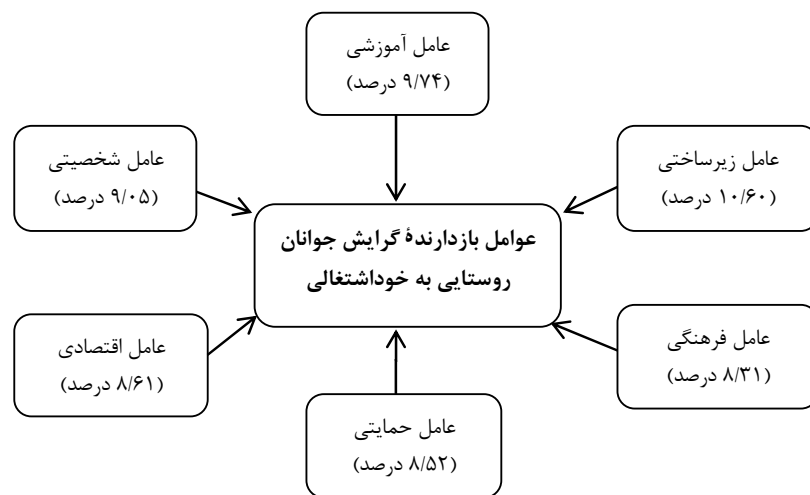 عامل آموزشی
(۹/۷۴ درصد)
عامل زیرساختی
(۱۰/۶۰ درصد)
عامل شخصیتی
(۹/۰۵ درصد)
عوامل بازدارندهٔ گرایش جوانان
روستایی به خوداشتغالی
عامل فرهنگی
(۸/۳۱ درصد)
عامل اقتصادی
(۸/۶۱ درصد)
عامل حمایتی
(۸/۵۲ درصد)